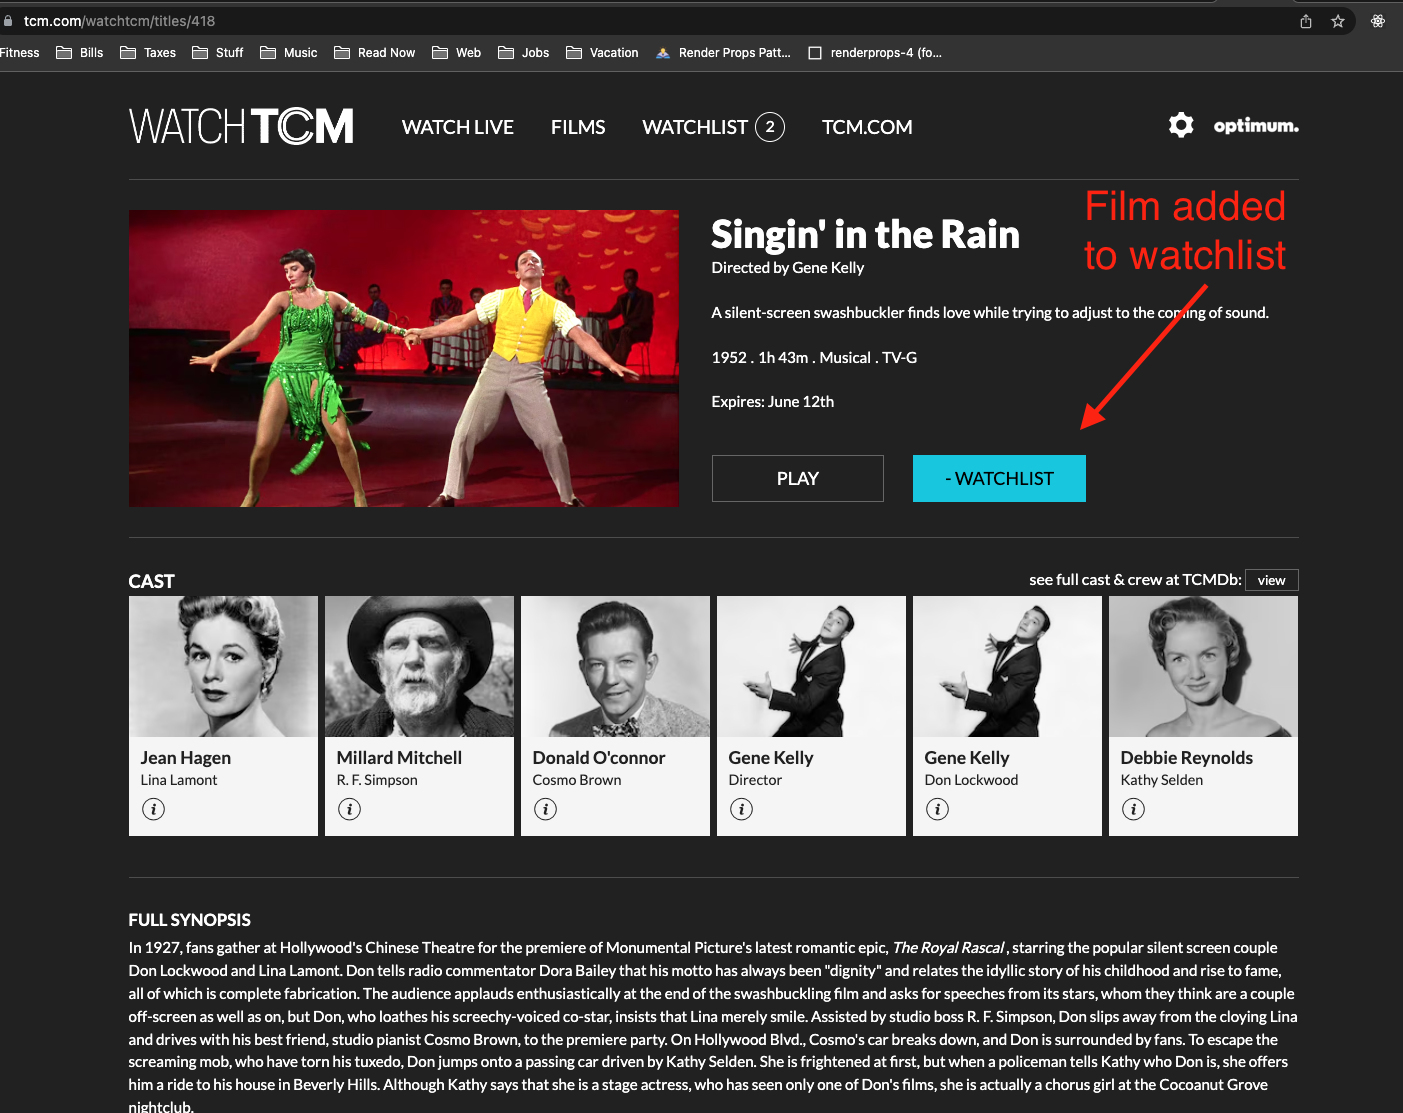 tcm.com/watchtcm/titles/418
Fitness Bills Taxes Stuff Music Read Now Web Jobs Vacation Render Props Patt... renderprops-4 (fo...
WATCH TCM WATCH LIVE FILMS WATCHLIST 2 TCM.COM optimum.
Film added
to watchlist
Singin' in the Rain
Directed by Gene Kelly
A silent-screen swashbuckler finds love while trying to adjust to the coming of sound.
1952 . 1h 43m . Musical . TV-G
Expires: June 12th
PLAY - WATCHLIST
CAST see full cast & crew at TCMDb: view
Jean Hagen Millard Mitchell Donald O'connor Gene Kelly Gene Kelly Debbie Reynolds
Lina Lamont R. F. Simpson Cosmo Brown Director Don Lockwood Kathy Selden
i i i i i i
FULL SYNOPSIS
In 1927, fans gather at Hollywood's Chinese Theatre for the premiere of Monumental Picture's latest romantic epic, The Royal Rascal , starring the popular silent screen couple
Don Lockwood and Lina Lamont. Don tells radio commentator Dora Bailey that his motto has always been "dignity" and relates the idyllic story of his childhood and rise to fame,
all of which is complete fabrication. The audience applauds enthusiastically at the end of the swashbuckling film and asks for speeches from its stars, whom they think are a couple
off-screen as well as on, but Don, who loathes his screechy-voiced co-star, insists that Lina merely smile. Assisted by studio boss R. F. Simpson, Don slips away from the cloying Lina
and drives with his best friend, studio pianist Cosmo Brown, to the premiere party. On Hollywood Blvd., Cosmo's car breaks down, and Don is surrounded by fans. To escape the
screaming mob, who have torn his tuxedo, Don jumps onto a passing car driven by Kathy Selden. She is frightened at first, but when a policeman tells Kathy who Don is, she offers
him a ride to his house in Beverly Hills. Although Kathy says that she is a stage actress, who has seen only one of Don's films, she is actually a chorus girl at the Cocoanut Grove
nightclub.